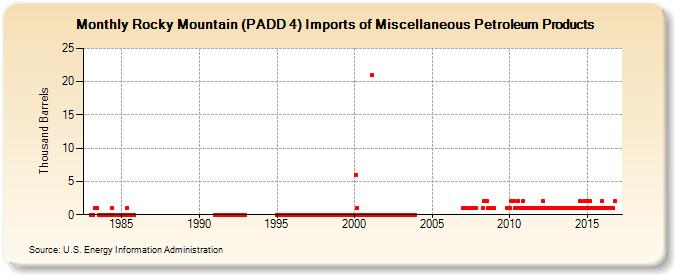 Monthly Rocky Mountain (PADD 4) Imports of Miscellaneous Petroleum Products
Thousand Barrels
25
20
15
10
5
0
1985 1990 1995 2000 2005 2010 2015
Source: U.S. Energy Information Administration